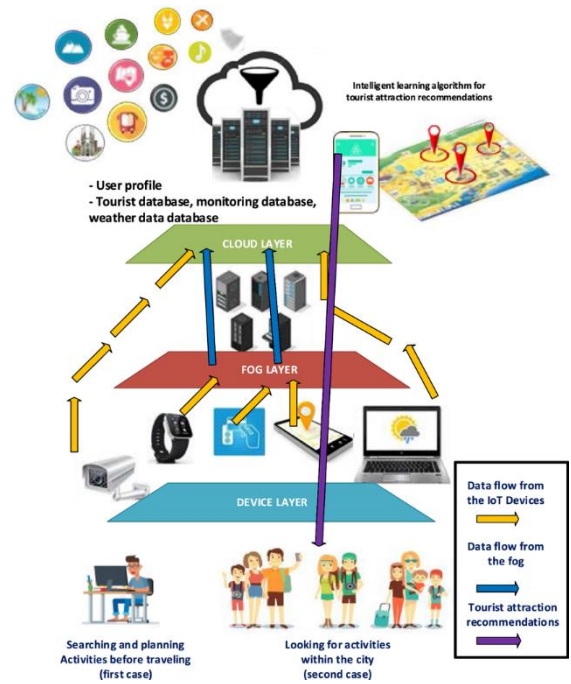 Intelligent learning algorithm for
tourist attraction recommendations
- User profile
- Tourist database, monitoring database,
weather data database
CLOUD LAYER
FOG LAYER
DEVICE LAYER
Data flow from
the IoT Devices
Data flow from
the fog
Tourist attraction
recommendations
Searching and planning
Activities before traveling
(first case)
Looking for activities
within the city
(second case)